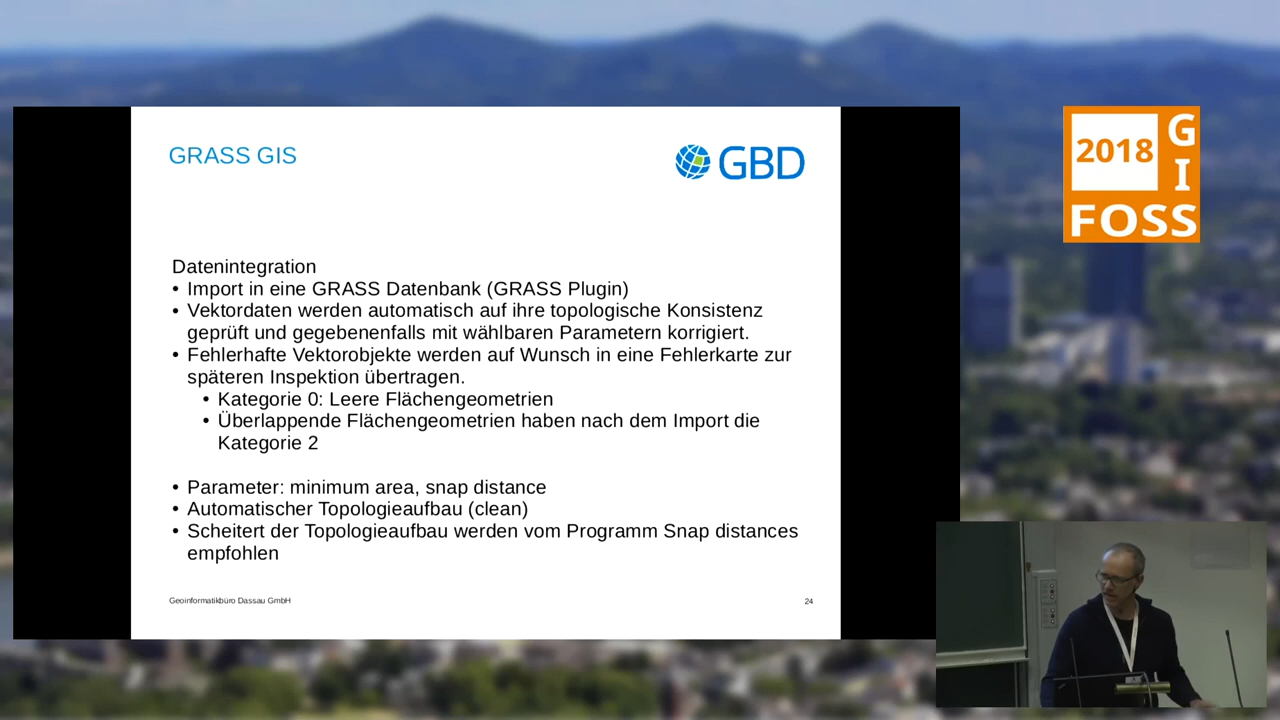 GRASS GIS
GBD
Datenintegration
• Import in eine GRASS Datenbank (GRASS Plugin)
• Vektordaten werden automatisch auf ihre topologische Konsistenz
geprüft und gegebenenfalls mit wählbaren Parametern korrigiert.
• Fehlerhafte Vektorobjekte werden auf Wunsch in eine Fehlerkarte zur
späteren Inspektion übertragen.
• Kategorie 0: Leere Flächengeometrien
• Überlappende Flächengeometrien haben nach dem Import die
Kategorie 2
• Parameter: minimum area, snap distance
• Automatischer Topologieaufbau (clean)
• Scheitert der Topologieaufbau werden vom Programm Snap distances
empfohlen
Geoinformatikbüro Dassau GmbH
24
2018
GI
FOSS